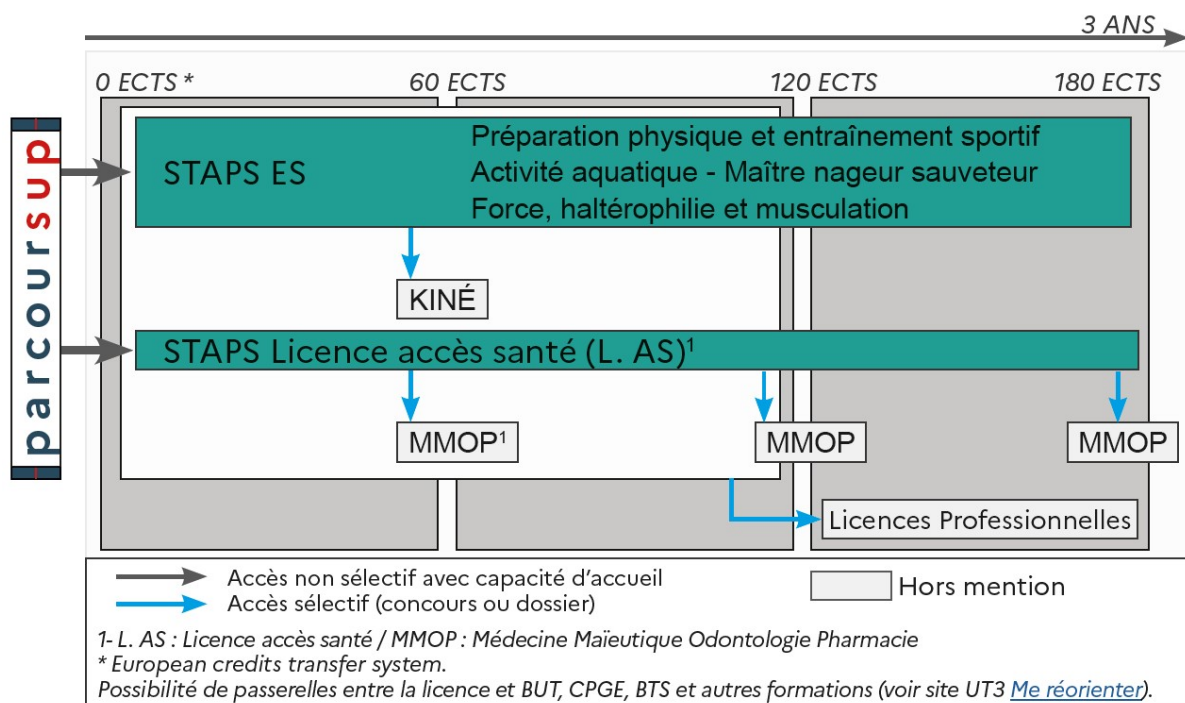 3 ANS
0 ECTS *
60 ECTS
120 ECTS
180 ECTS
parcoursup
STAPS ES
Préparation physique et entraînement sportif
Activité aquatique - Maître nageur sauveteur
Force, haltérophilie et musculation
KINÉ
STAPS Licence accès santé (L. AS)¹
MMOP¹
MMOP
MMOP
Licences Professionnelles
Accès non sélectif avec capacité d'accueil
Accès sélectif (concours ou dossier)
Hors mention
1- L. AS : Licence accès santé / MMOP : Médecine Maïeutique Odontologie Pharmacie
* European credits transfer system.
Possibilité de passerelles entre la licence et BUT, CPGE, BTS et autres formations (voir site UT3 Me réorienter).